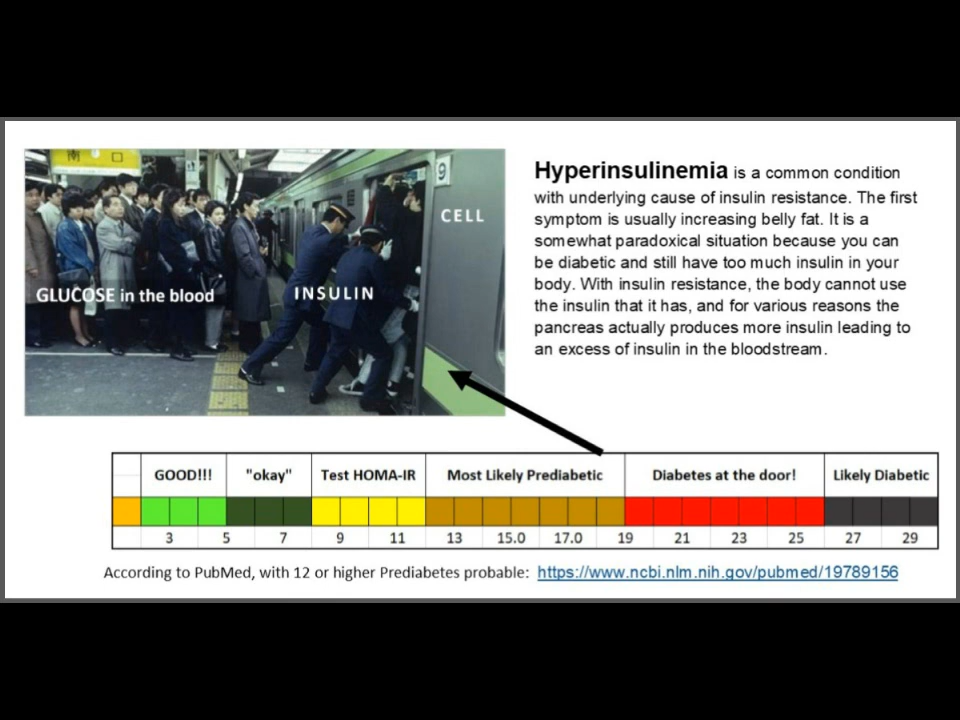 南 口
9
CELL
GLUCOSE in the blood
INSULIN
Hyperinsulinemia is a common condition
with underlying cause of insulin resistance. The first
symptom is usually increasing belly fat. It is a
somewhat paradoxical situation because you can
be diabetic and still have too much insulin in your
body. With insulin resistance, the body cannot use
the insulin that it has, and for various reasons the
pancreas actually produces more insulin leading to
an excess of insulin in the bloodstream.
GOOD!!! "okay" Test HOMA-IR Most Likely Prediabetic Diabetes at the door! Likely Diabetic
3 5 7 9 11 13 15.0 17.0 19 21 23 25 27 29
According to PubMed, with 12 or higher Prediabetes probable: https://www.ncbi.nlm.nih.gov/pubmed/19789156